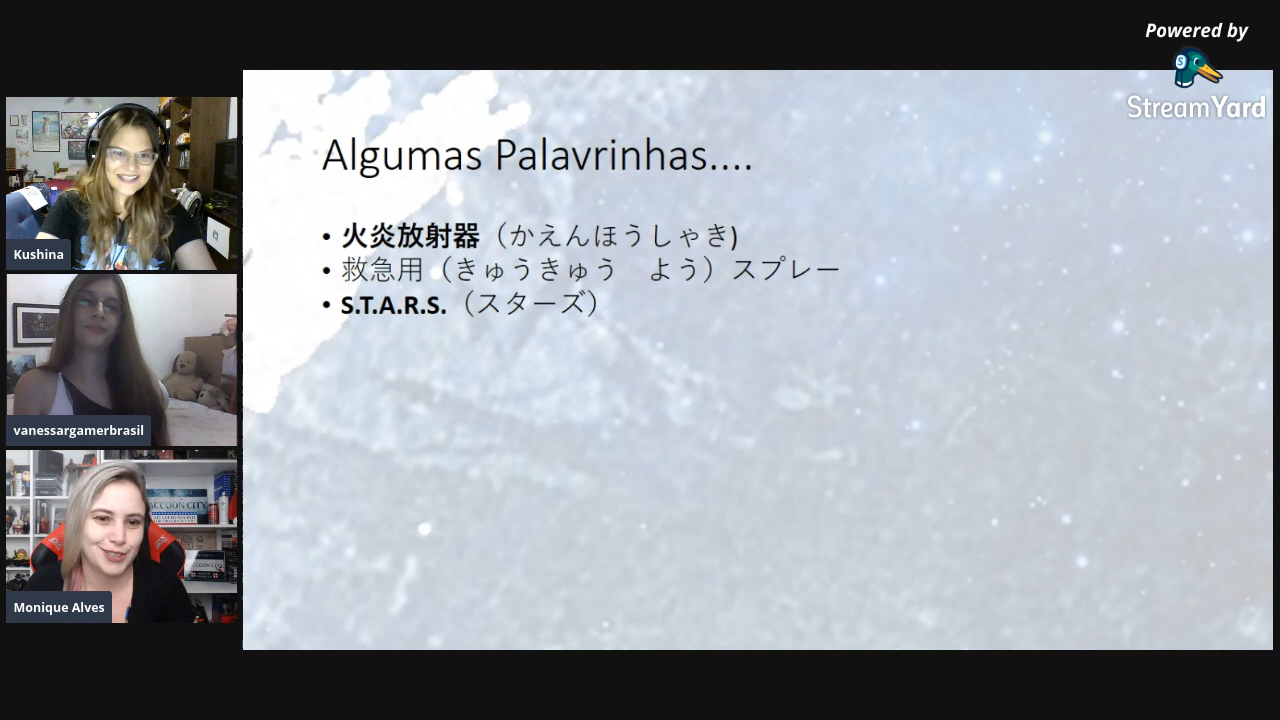 Powered by
StreamYard
Algumas Palavrinhas....
• 火炎放射器（かえんほうしゃき)
• 救急用（きゅうきゅう　よう）スプレー
• S.T.A.R.S.（スターズ）
Kushina
vanessargamerbrasil
RACCOON CITY
Monique Alves